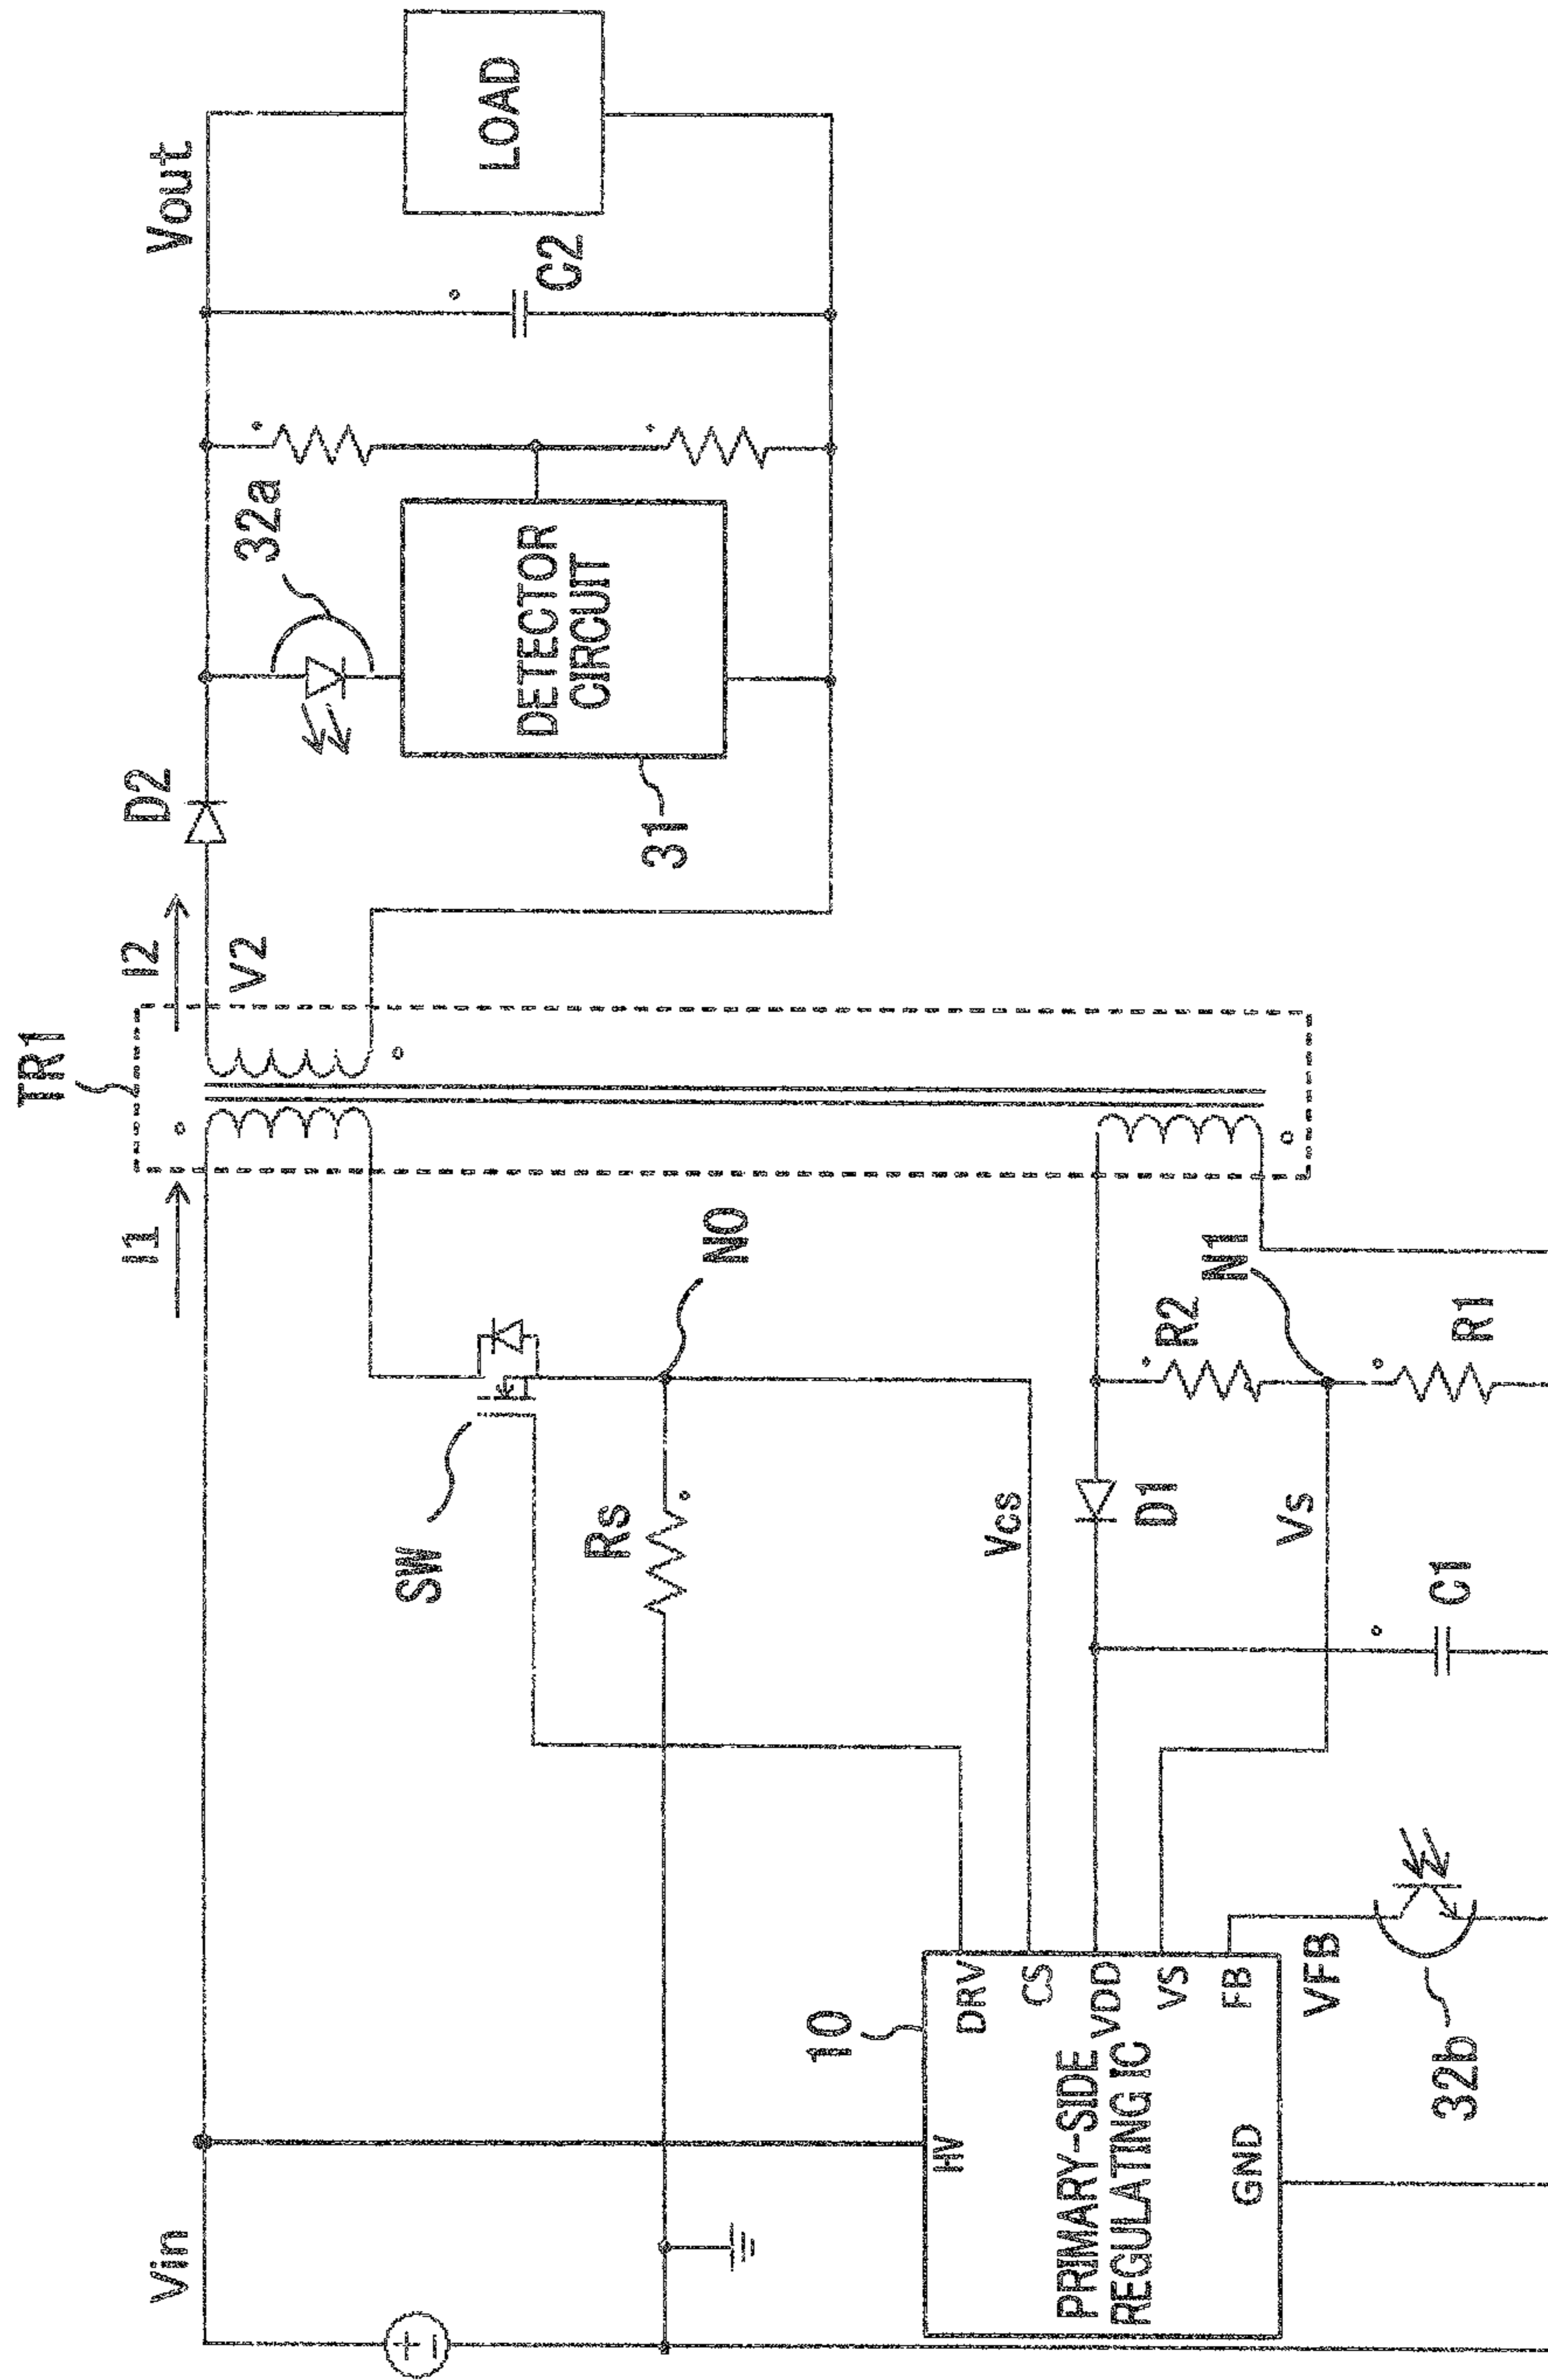 TR1
Vin
I1
I2
V2
D2
Vout
32a
SW
Rs
N0
31
DETECTOR
CIRCUIT
C2
LOAD
10
HV
PRIMARY-SIDE
REGULATING IC
GND
DRV
CS
VDD
VS
FB
Vcs
D1
R2
N1
Vs
VFB
32b
C1
R1